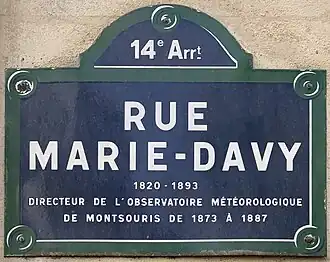 14e Arrt
RUE
MARIE-DAVY
1820-1893
DIRECTEUR DE L'OBSERVATOIRE MÉTÉOROLOGIQUE
DE MONTSOURIS DE 1873 À 1887